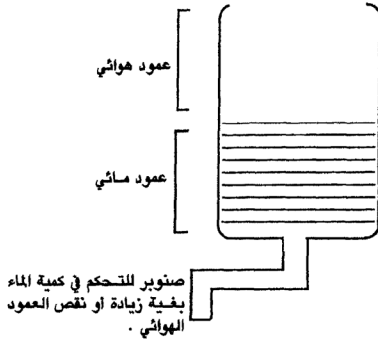 عمود هوائي
عمود مـائي
صنوبر للتـحكم في كمية الماء
بغـية زيادة أو نقص العمود
الهوائي .